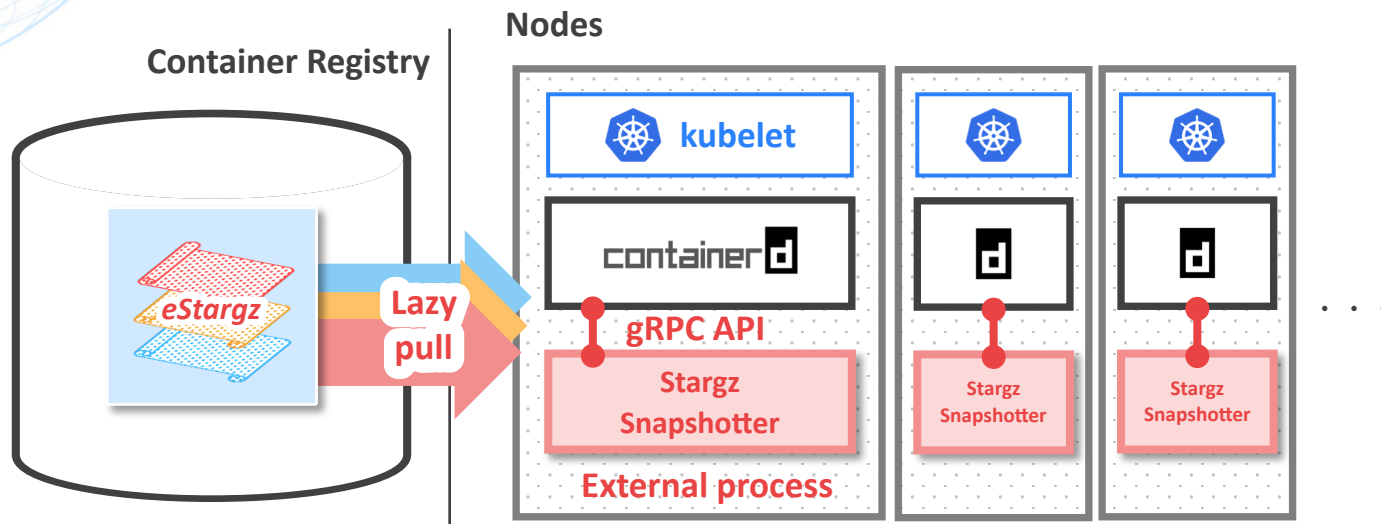 Nodes
Container Registry
kubelet
containerd
eStargz
Lazy
pull
gRPC API
Stargz
Snapshotter
External process
d
Stargz
Snapshotter
d
Stargz
Snapshotter
. . .